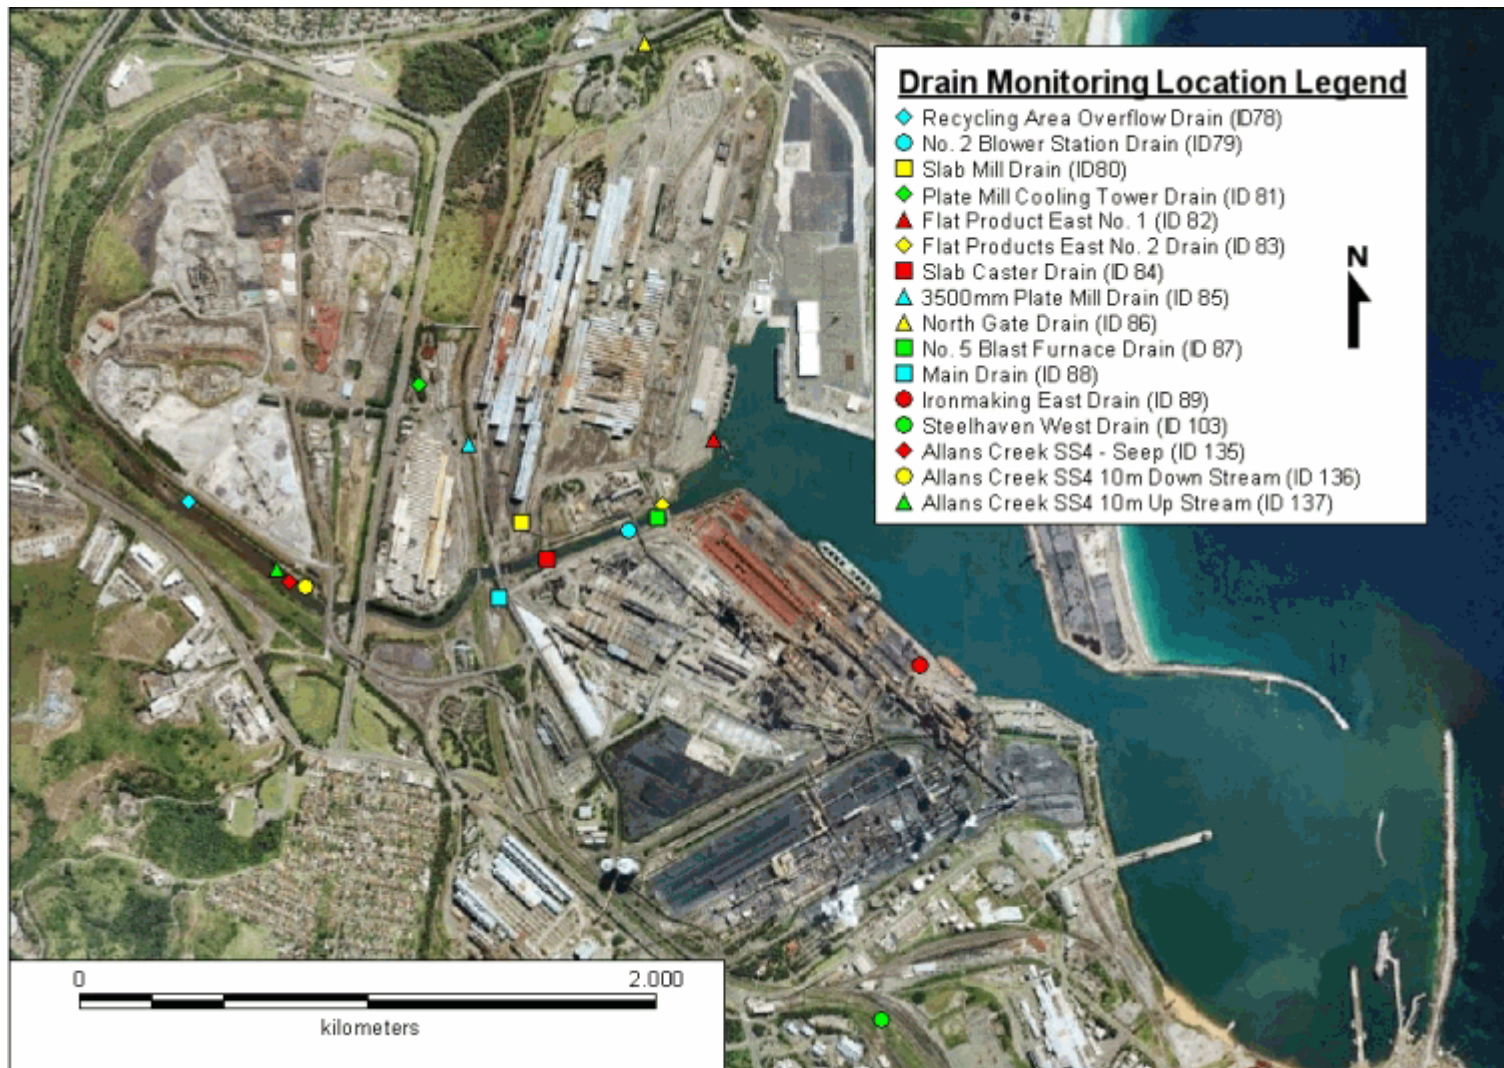 Drain Monitoring Location Legend
Recycling Area Overflow Drain (ID78)
No. 2 Blower Station Drain (ID79)
Slab Mill Drain (ID80)
Plate Mill Cooling Tower Drain (ID 81)
Flat Product East No. 1 (ID 82)
Flat Products East No. 2 Drain (ID 83)
Slab Caster Drain (ID 84)
3500mm Plate Mill Drain (ID 85)
North Gate Drain (ID 86)
No. 5 Blast Furnace Drain (ID 87)
Main Drain (ID 88)
Ironmaking East Drain (ID 89)
Steelhaven West Drain (ID 103)
Allans Creek SS4 - Seep (ID 135)
Allans Creek SS4 10m Down Stream (ID 136)
Allans Creek SS4 10m Up Stream (ID 137)
N
0 2.000
kilometers